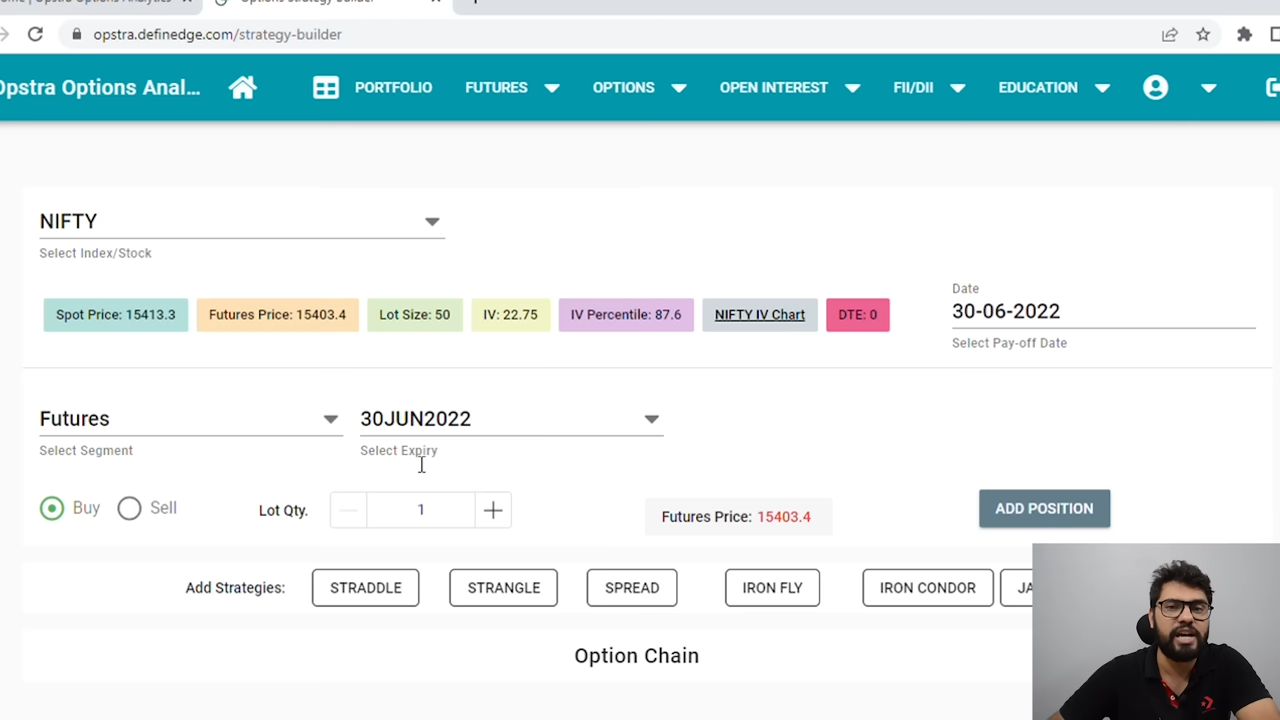 Options Strategy Builder
opstra.definedge.com/strategy-builder
Opstra Options Anal...
PORTFOLIO
FUTURES
OPTIONS
OPEN INTEREST
FII/DII
EDUCATION
NIFTY
Select Index/Stock
Spot Price: 15413.3
Futures Price: 15403.4
Lot Size: 50
IV: 22.75
IV Percentile: 87.6
NIFTY IV Chart
DTE: 0
Date
30-06-2022
Select Pay-off Date
Futures
Select Segment
30JUN2022
Select Expiry
Buy
Sell
Lot Qty.
1
Futures Price: 15403.4
ADD POSITION
Add Strategies:
STRADDLE
STRANGLE
SPREAD
IRON FLY
IRON CONDOR
JA
Option Chain